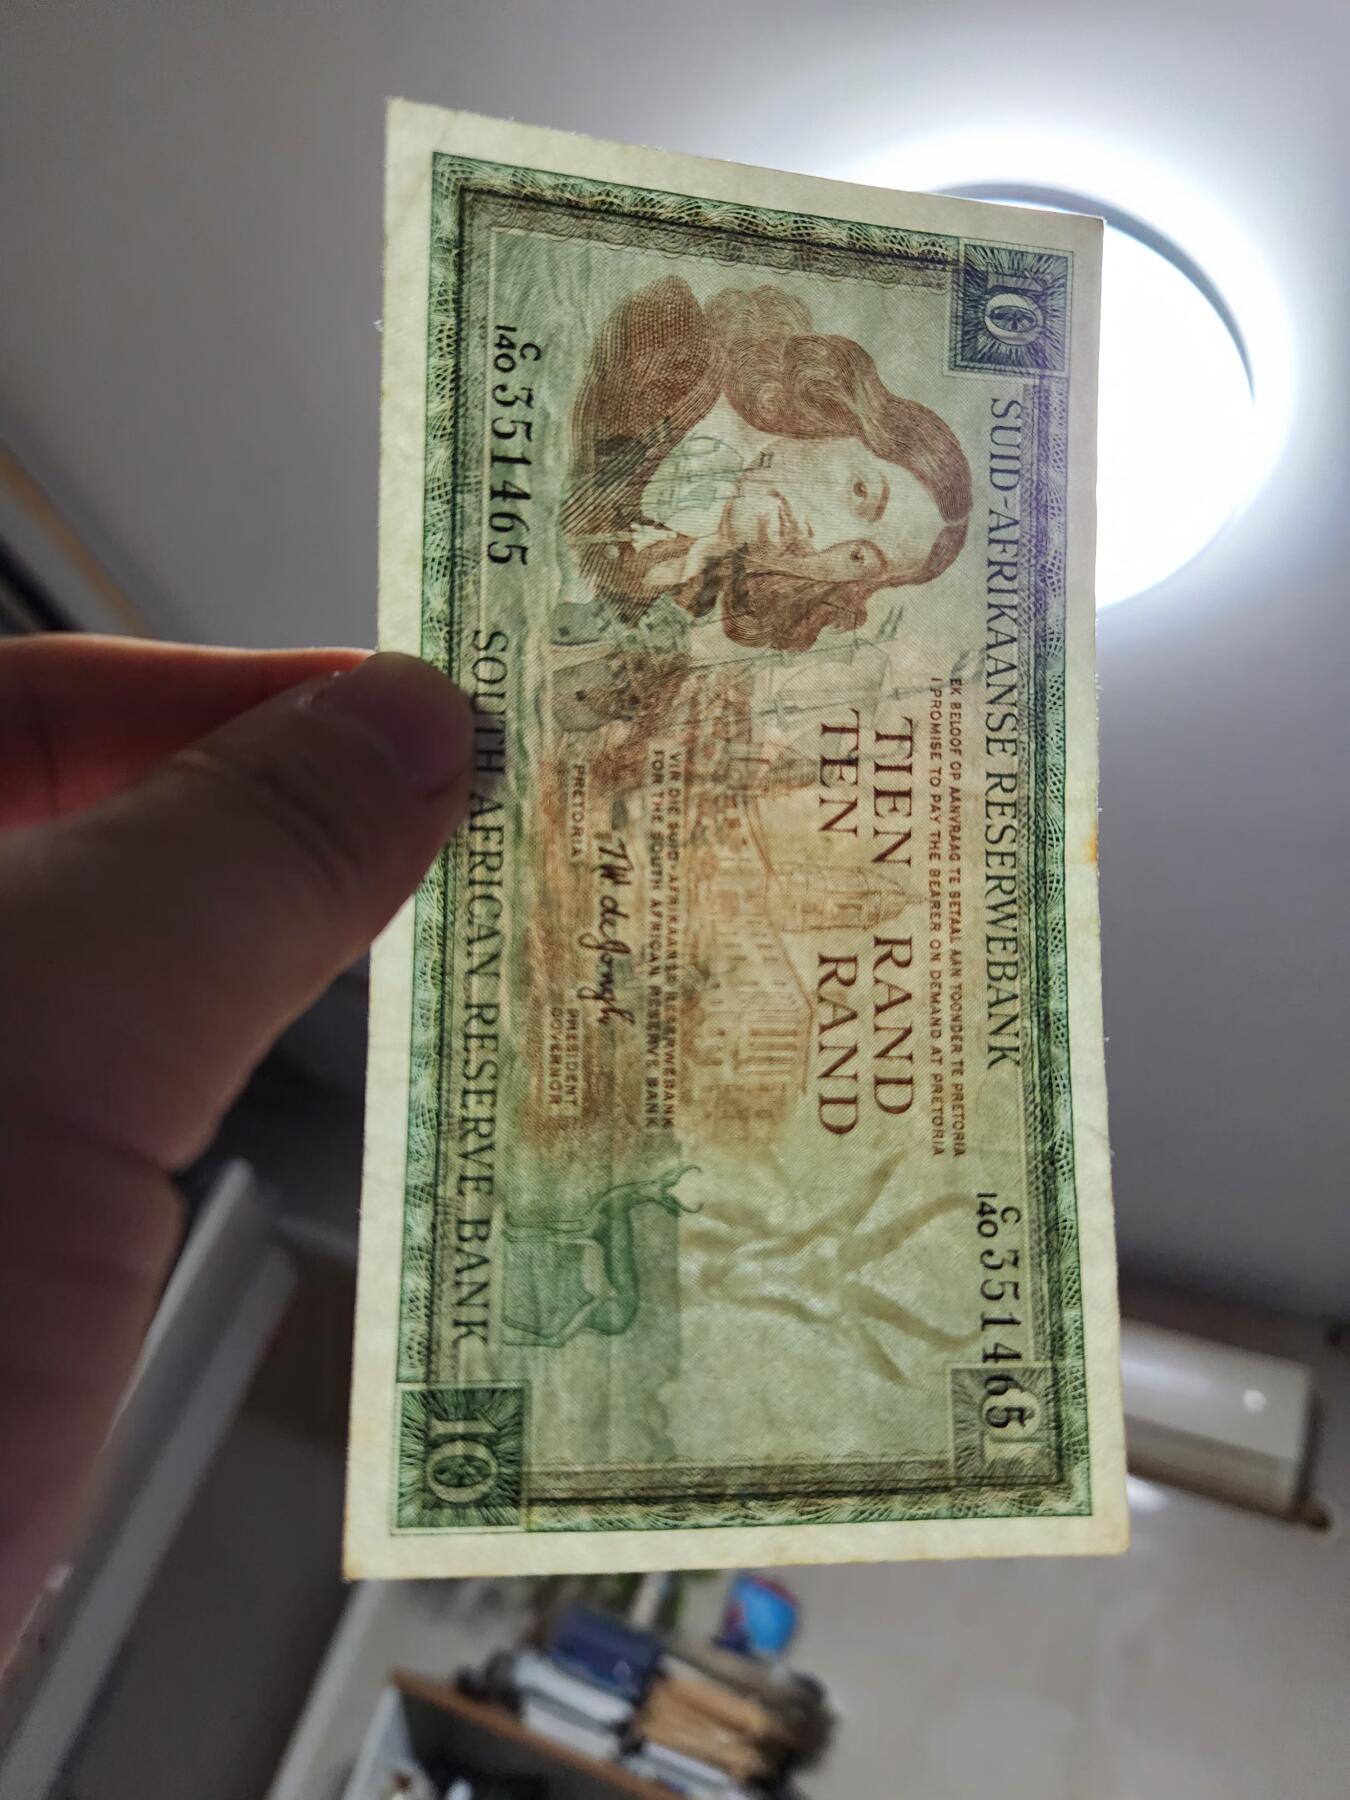 10
SUID-AFRIKAANSE RESERWEBANK
EK BELOOF OP AANVRAAG TE BETAAL AAN TOONDER TE PRETORIA
I PROMISE TO PAY THE BEARER ON DEMAND AT PRETORIA
C
140 351465
TIEN RAND
TEN RAND
VIR DIE SUID-AFRIKAANSE RESERWEBANK
FOR THE SOUTH AFRICAN RESERVE BANK
T W de Jongh
PRETORIA
PRESIDENT
GOVERNOR.
C
140 351465
SOUTH AFRICAN RESERVE BANK
10